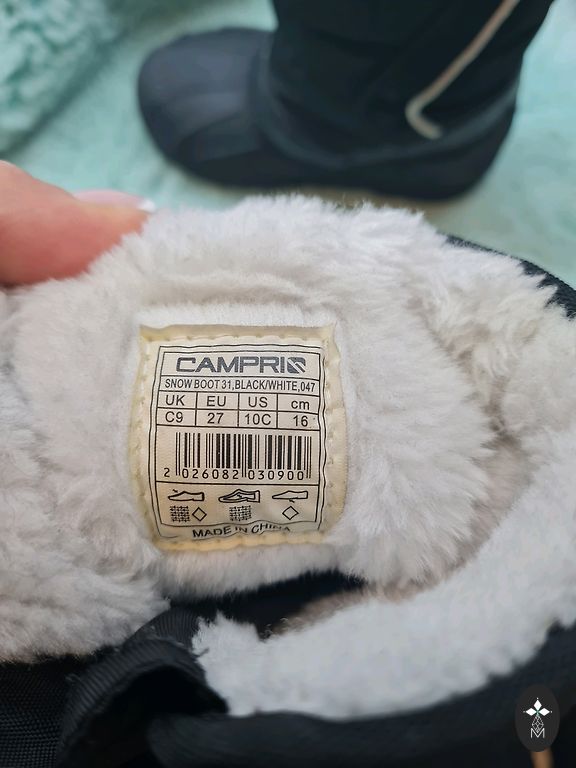 CAMPRI
SNOW BOOT 31,BLACK/WHITE,047
UK EU US cm
C9 27 10C 16
2 026082 030900
MADE IN CHINA
M